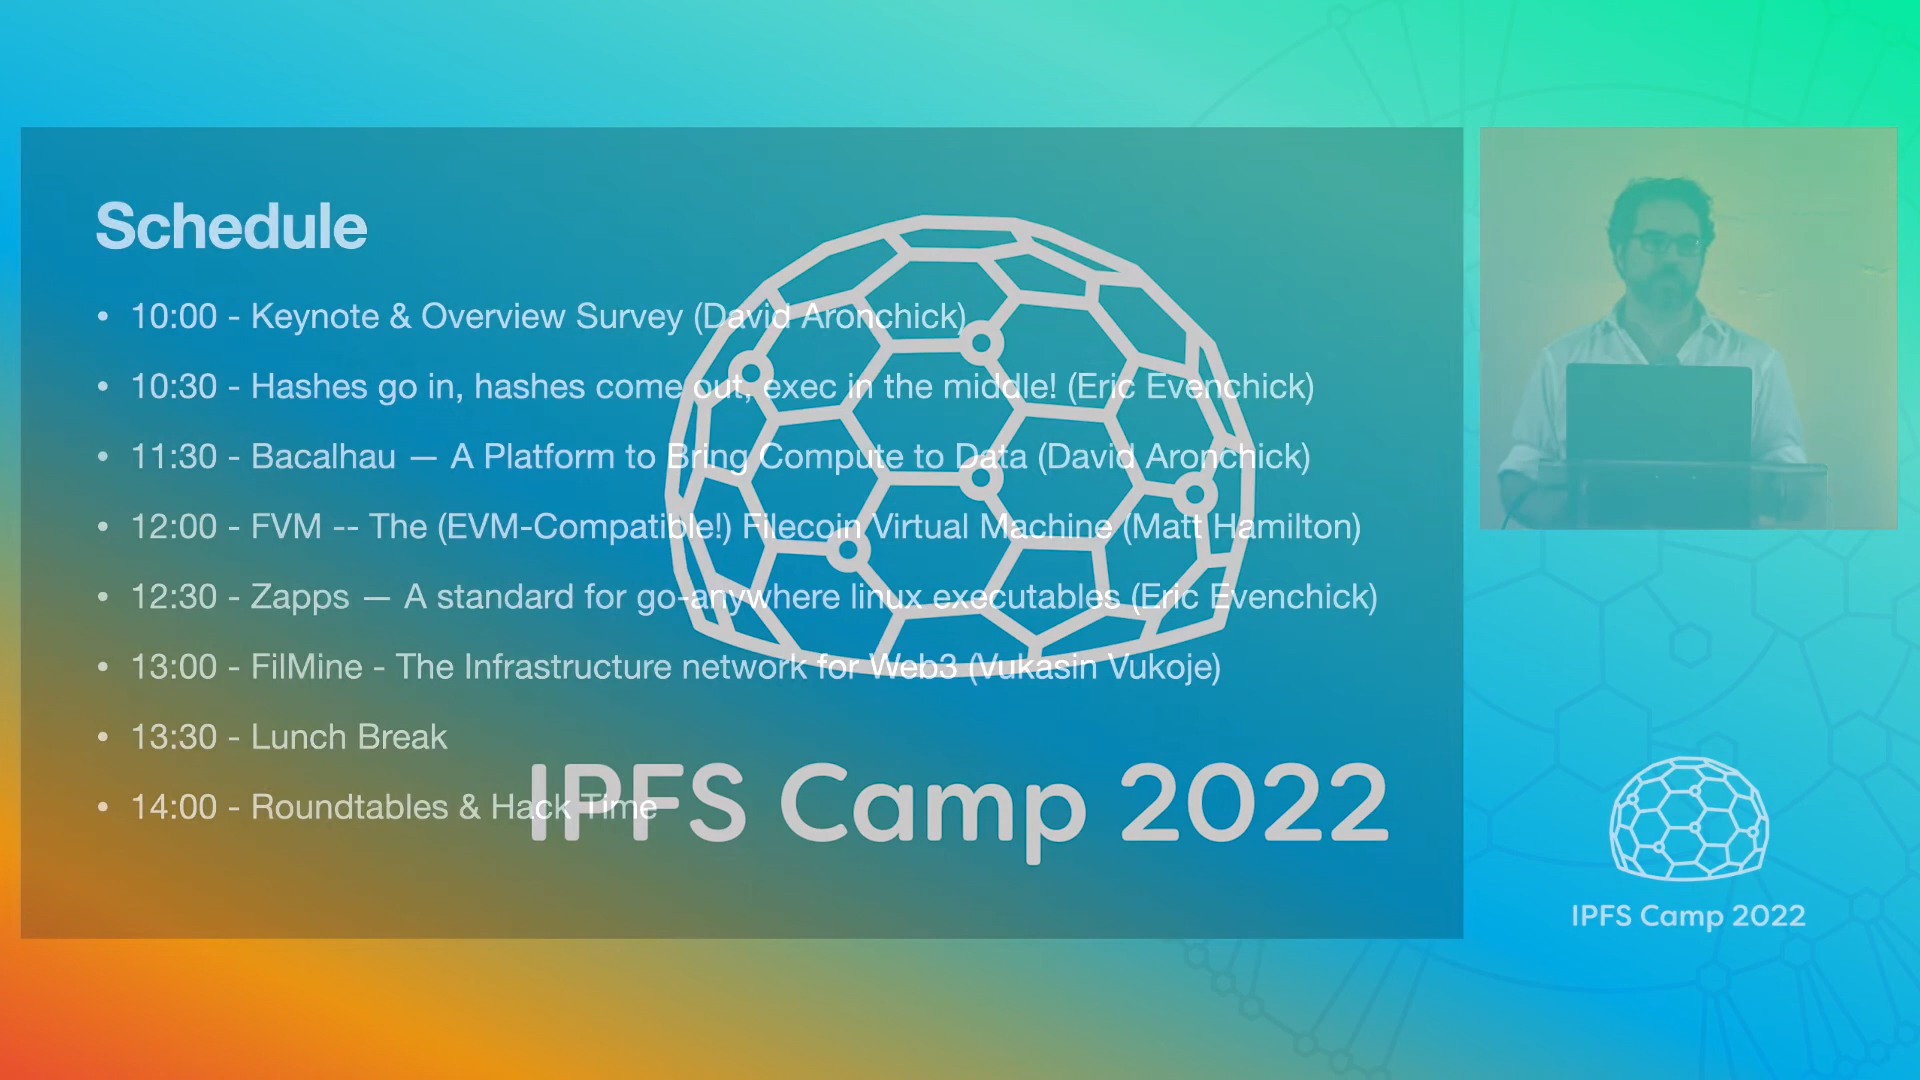 Schedule
• 10:00 - Keynote & Overview Survey (David Aronchick)
• 10:30 - Hashes go in, hashes come out, exec in the middle! (Eric Evenchick)
• 11:30 - Bacalhau — A Platform to Bring Compute to Data (David Aronchick)
• 12:00 - FVM -- The (EVM-Compatible!) Filecoin Virtual Machine (Matt Hamilton)
• 12:30 - Zapps — A standard for go-anywhere linux executables (Eric Evenchick)
• 13:00 - FilMine - The Infrastructure network for Web3 (Vukasin Vukoje)
• 13:30 - Lunch Break
• 14:00 - Roundtables & Hack Time
IPFS Camp 2022
IPFS Camp 2022